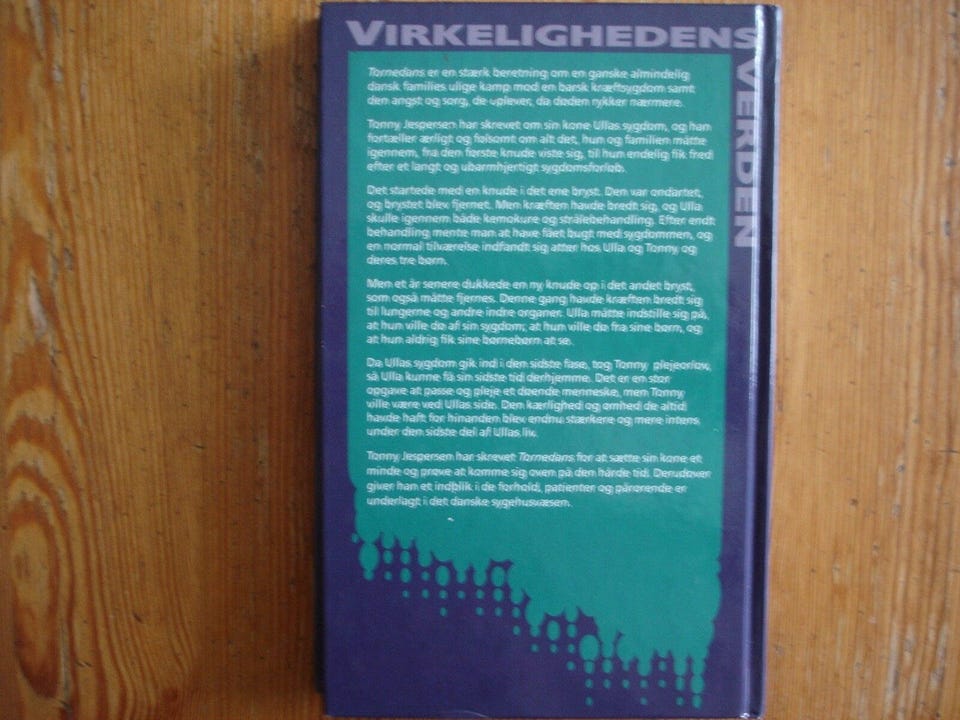 VIRKELIGHEDENS
VERDEN
Tornedans er en stærk beretning om en ganske almindelig
dansk families ulige kamp mod en barsk kræftsygdom samt
den angst og sorg, de uplever, da døden rykker nærmere.
Tonny Jespersen har skrevet om sin kone Ullas sygdom, og han
fortæller ærligt og følsomt om alt det, hun og familien måtte
igennem, fra den første knude viste sig, til hun endelig fik fred
efter et langt og ubarmhjertigt sygdomsforløb.
Det startede med en knude i det ene bryst. Den var ondartet,
og brystet blev fjernet. Men kræften havde bredt sig, og Ulla
skulle igennem både kemokure og strålebehandling. Efter endt
behandling mente man at have fået bugt med sygdommen, og
en normal tilværelse indfandt sig atter hos Ulla og Tonny og
deres tre børn.
Men et år senere dukkede en ny knude op i det andet bryst,
som også måtte fjernes. Denne gang havde kræften bredt sig
til lungerne og andre indre organer. Ulla måtte indstille sig på,
at hun ville dø af sin sygdom; at hun ville dø fra sine børn, og
at hun aldrig fik sine børnebørn at se.
Da Ullas sygdom gik ind i den sidste fase, tog Tonny plejeorlov,
så Ulla kunne få sin sidste tid derhjemme. Det er en stor
opgave at passe og pleje et døende menneske, men Tonny
ville være ved Ullas side. Den kærlighed og ømhed de altid
havde haft for hinanden blev endnu stærkere og mere intens
under den sidste del af Ullas liv.
Tonny Jespersen har skrevet Tornedans for at sætte sin kone et
minde og prøve at komme sig oven på den hårde tid. Derudover
giver han et indblik i de forhold, patienter og pårørende er
underlagt i det danske sygehusvæsen.